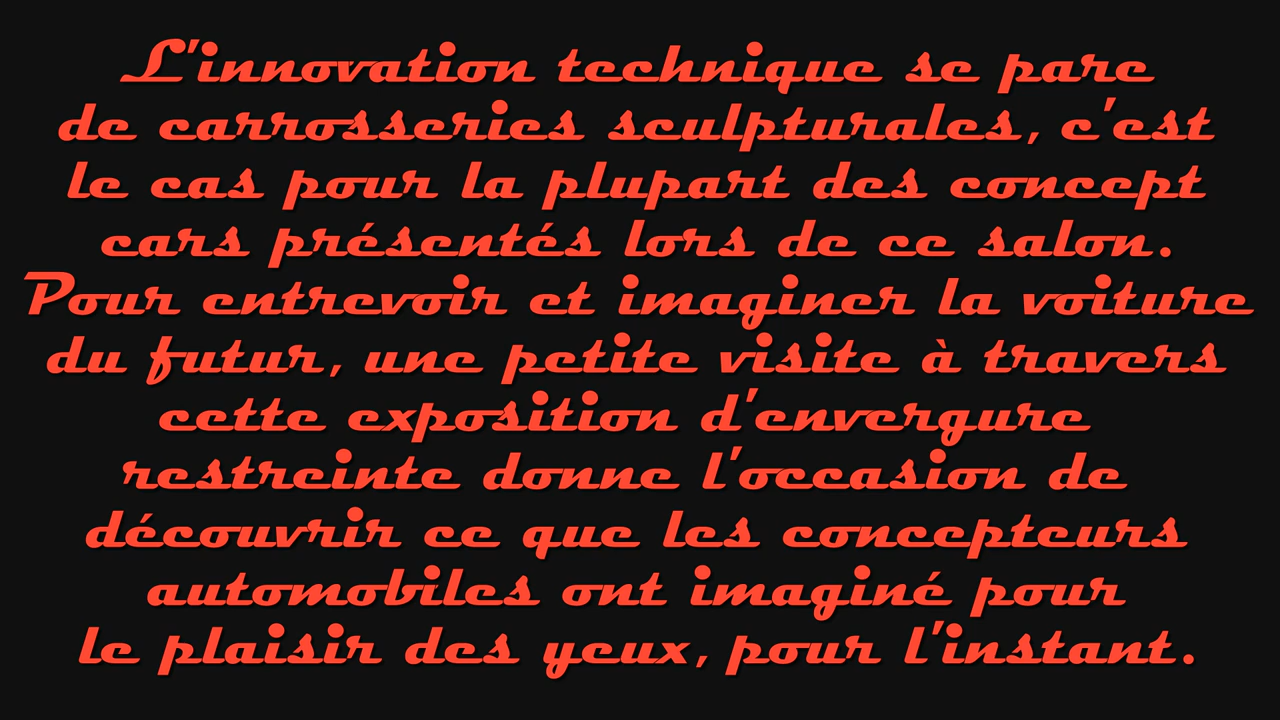 L'innovation technique se pare
de carrosseries sculpturales, c'est
le cas pour la plupart des concept
cars présentés lors de ce salon.
Pour entrevoir et imaginer la voiture
du futur, une petite visite à travers
cette exposition d'envergure
restreinte donne l'occasion de
découvrir ce que les concepteurs
automobiles ont imaginé pour
le plaisir des yeux, pour l'instant.